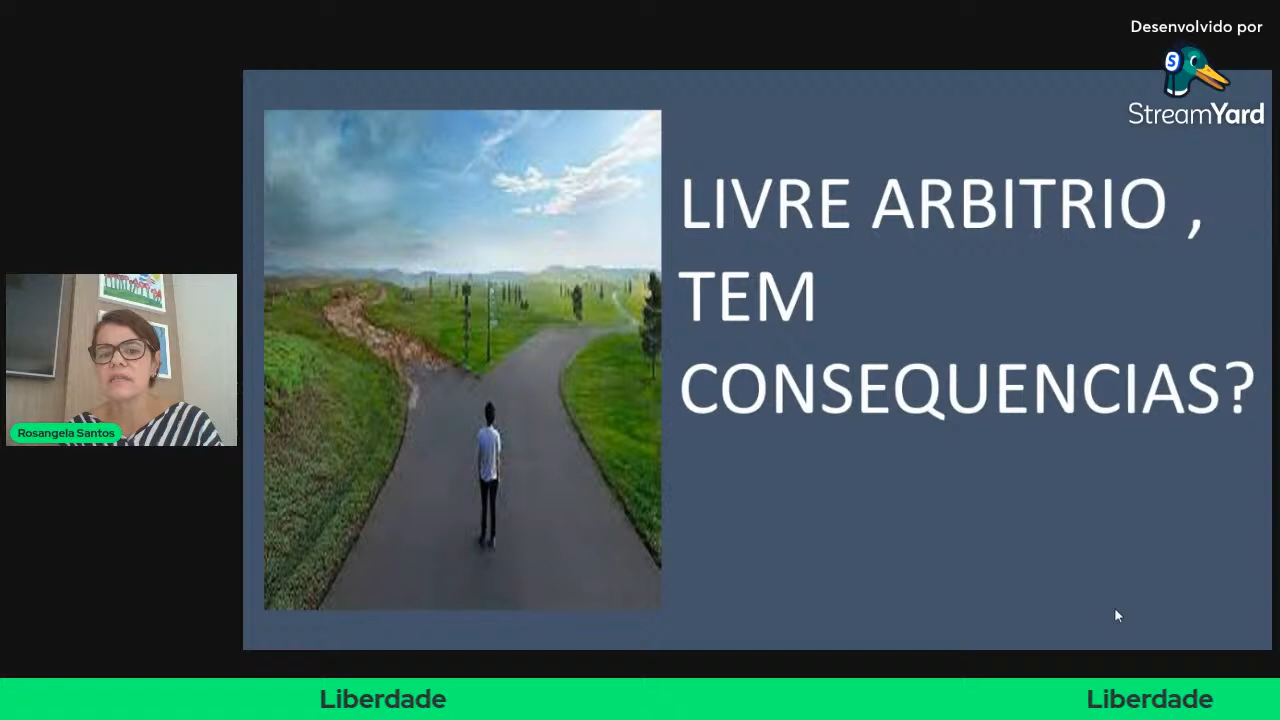 Desenvolvido por
S
StreamYard
LIVRE ARBITRIO ,
TEM
CONSEQUENCIAS?
Rosangela Santos
Liberdade
Liberdade